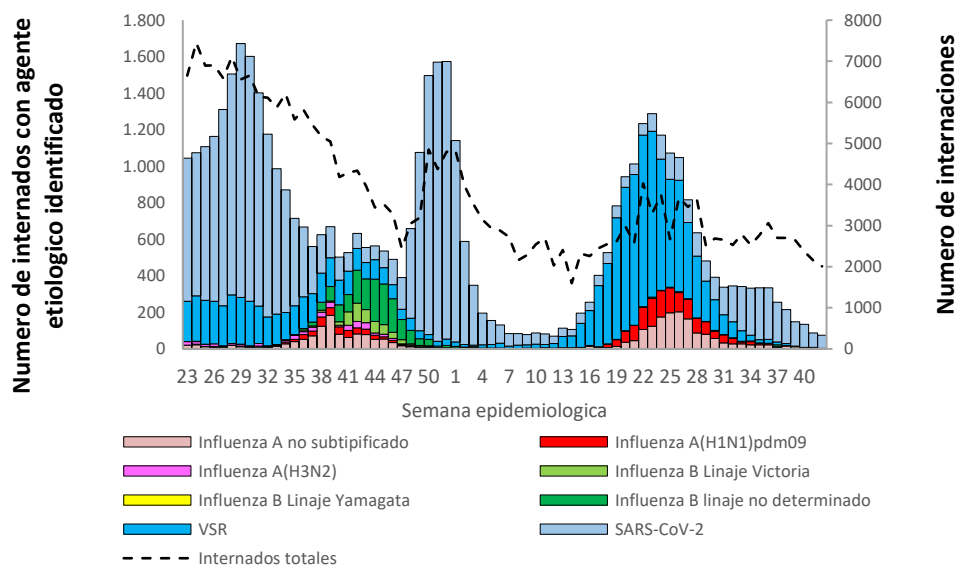 Numero de internados con agente
etiologico identificado
1.800
1.600
1.400
1.200
1.000
800
600
400
200
0
8000
7000
6000
5000
4000
3000
2000
1000
0
Numero de internaciones
23 26 29 32 35 38 41 44 47 50 1 4 7 10 13 16 19 22 25 28 31 34 37 40
Semana epidemiologica
Influenza A no subtipificado
Influenza A(H1N1)pdm09
Influenza A(H3N2)
Influenza B Linaje Victoria
Influenza B Linaje Yamagata
Influenza B linaje no determinado
VSR
SARS-CoV-2
Internados totales